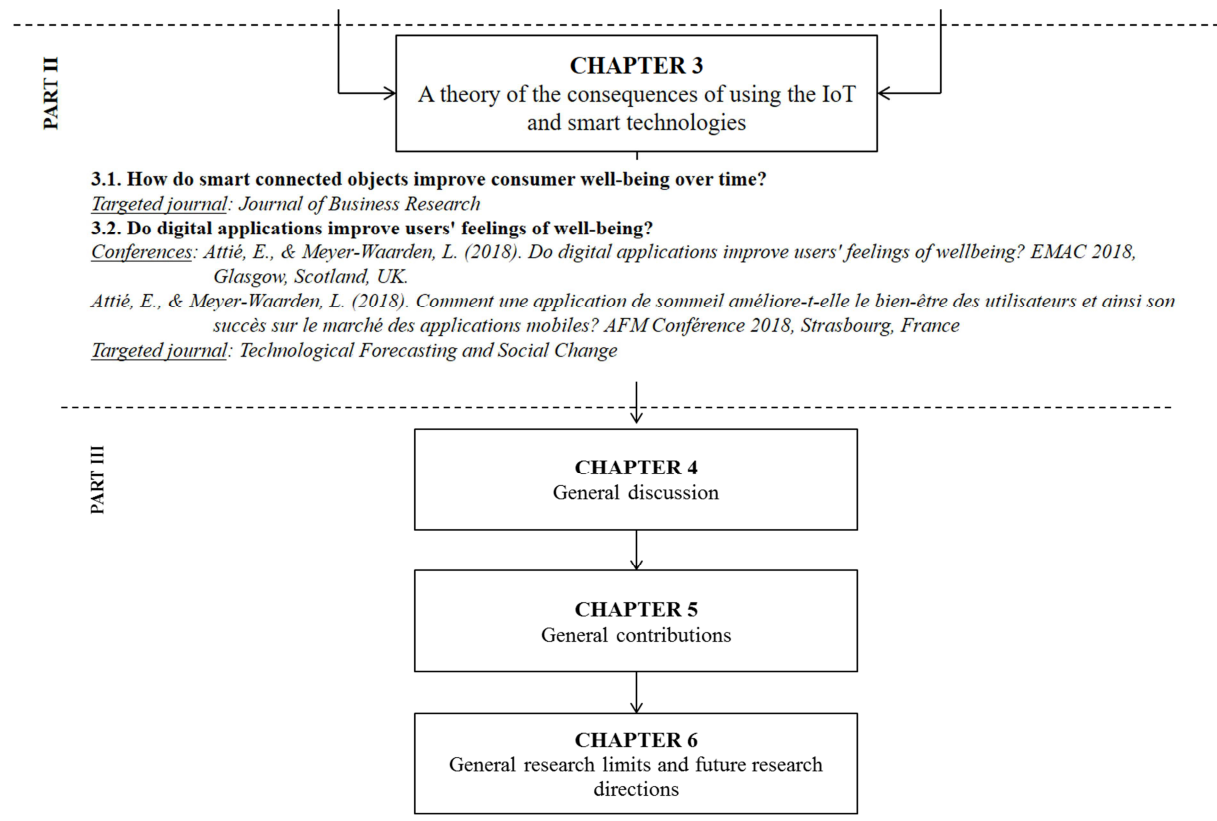 PART II
CHAPTER 3
A theory of the consequences of using the IoT
and smart technologies
3.1. How do smart connected objects improve consumer well-being over time?
Targeted journal: Journal of Business Research
3.2. Do digital applications improve users' feelings of well-being?
Conferences: Attié, E., & Meyer-Waarden, L. (2018). Do digital applications improve users' feelings of wellbeing? EMAC 2018,
Glasgow, Scotland, UK.
Attié, E., & Meyer-Waarden, L. (2018). Comment une application de sommeil améliore-t-elle le bien-être des utilisateurs et ainsi son
succès sur le marché des applications mobiles? AFM Conférence 2018, Strasbourg, France
Targeted journal: Technological Forecasting and Social Change
PART III
CHAPTER 4
General discussion
CHAPTER 5
General contributions
CHAPTER 6
General research limits and future research
directions